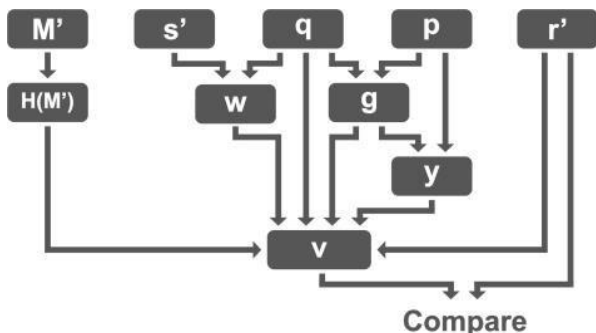 M’ s’ q p r’
H(M’) w g
y
v
Compare